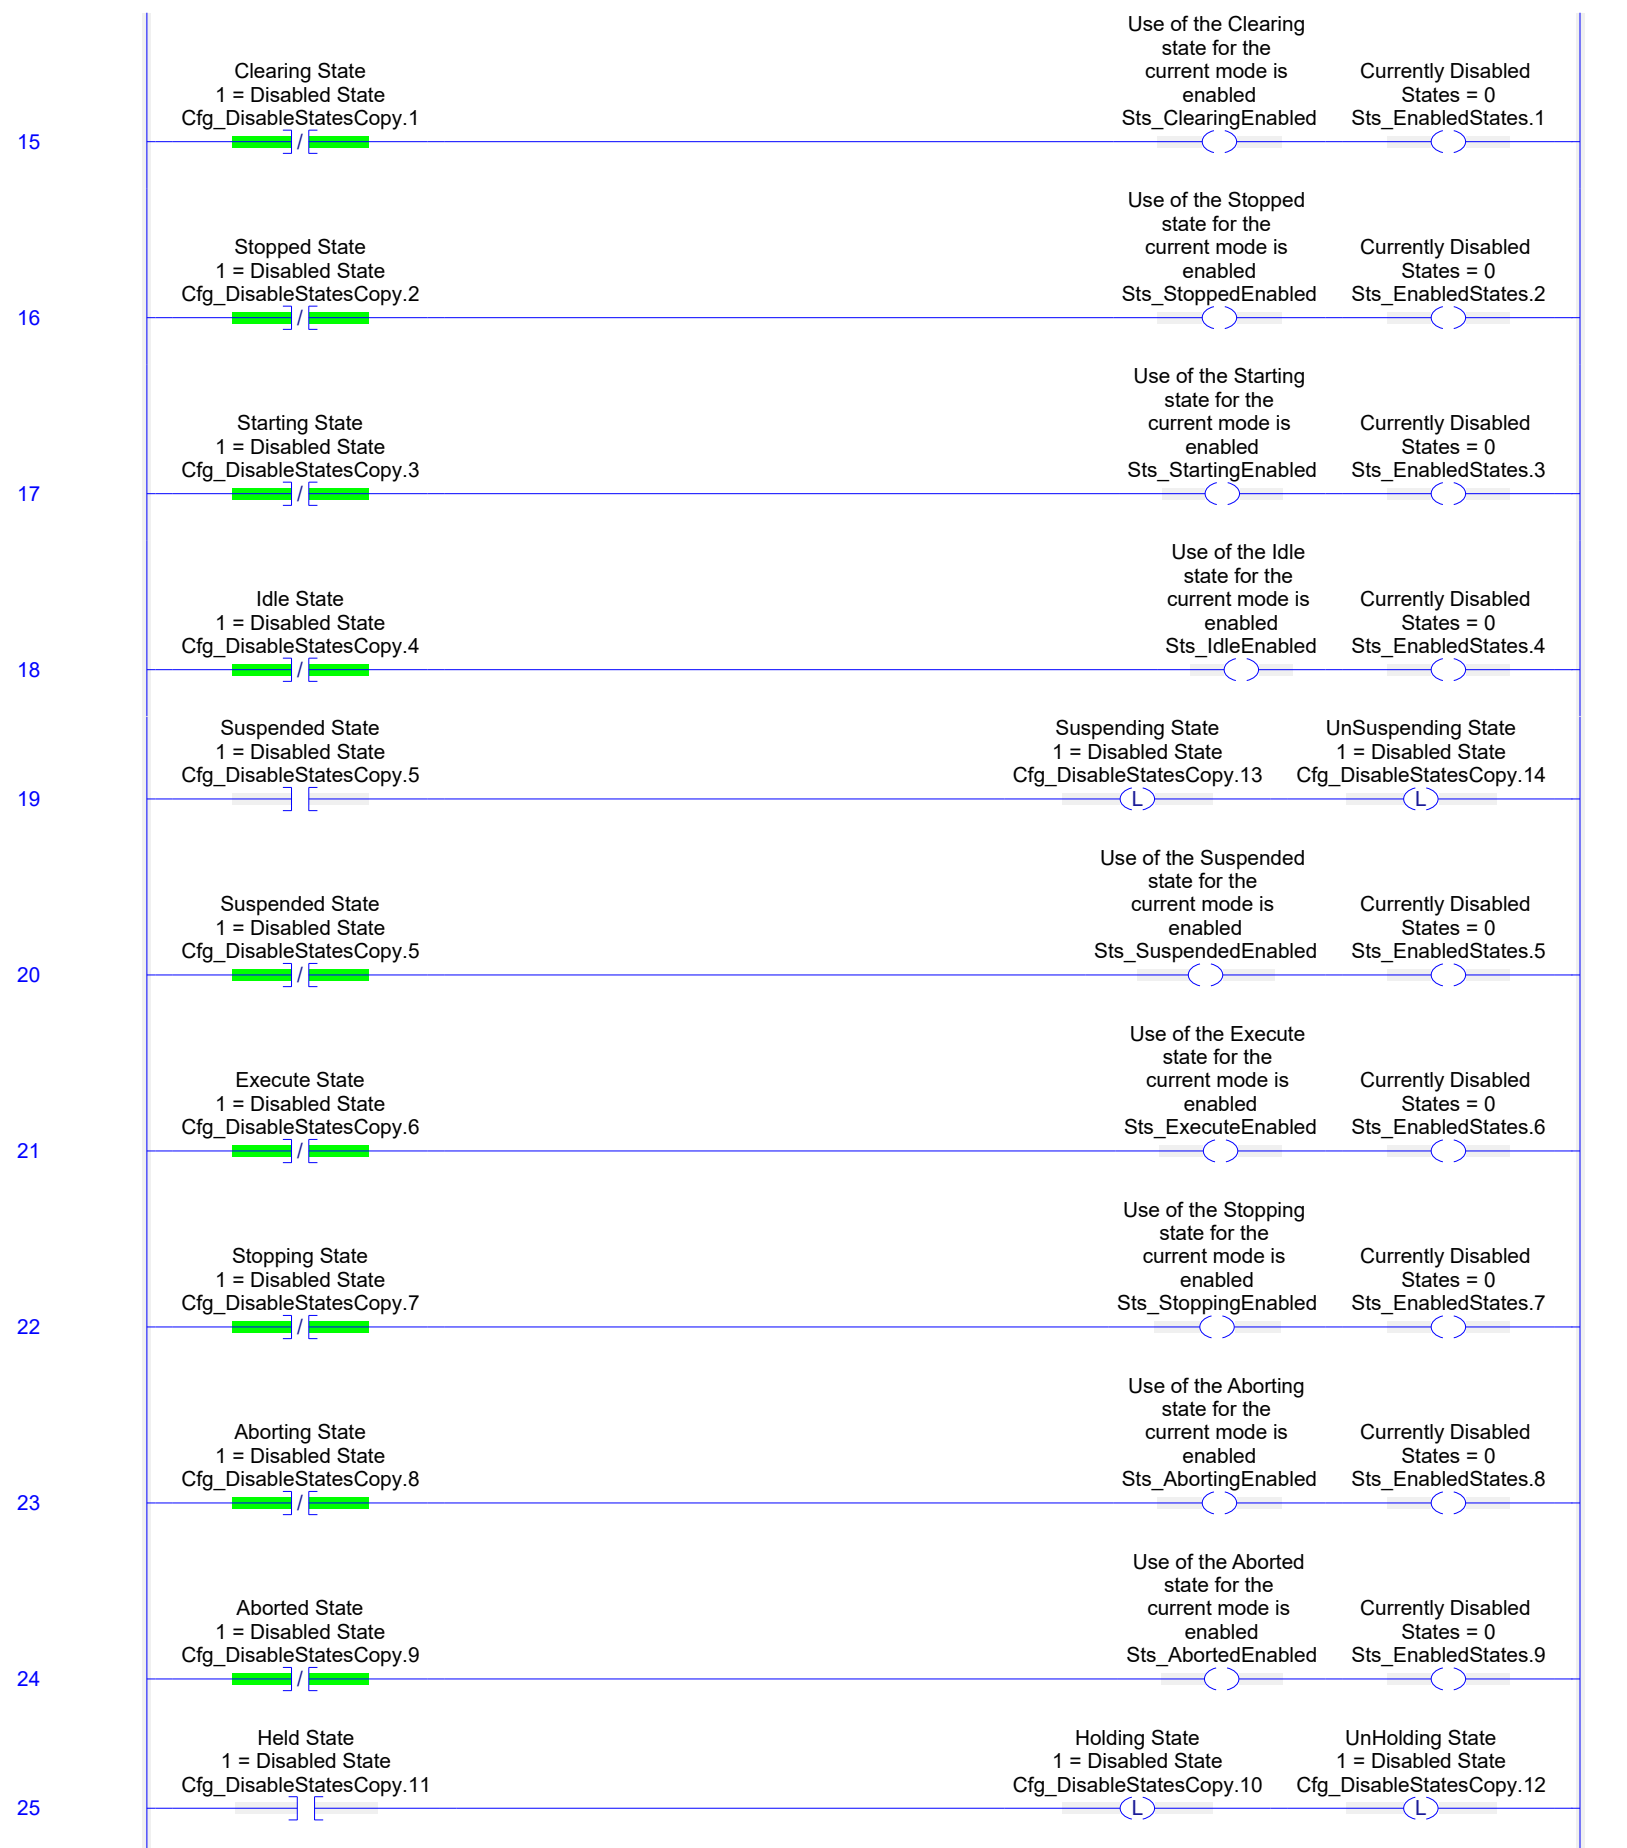 Clearing State
1 = Disabled State
Cfg_DisableStatesCopy.1
Use of the Clearing
state for the
current mode is
enabled
Sts_ClearingEnabled
Currently Disabled
States = 0
Sts_EnabledStates.1
15
/
Stopped State
1 = Disabled State
Cfg_DisableStatesCopy.2
Use of the Stopped
state for the
current mode is
enabled
Sts_StoppedEnabled
Currently Disabled
States = 0
Sts_EnabledStates.2
16
/
Starting State
1 = Disabled State
Cfg_DisableStatesCopy.3
Use of the Starting
state for the
current mode is
enabled
Sts_StartingEnabled
Currently Disabled
States = 0
Sts_EnabledStates.3
17
/
Idle State
1 = Disabled State
Cfg_DisableStatesCopy.4
Use of the Idle
state for the
current mode is
enabled
Sts_IdleEnabled
Currently Disabled
States = 0
Sts_EnabledStates.4
18
/
Suspended State
1 = Disabled State
Cfg_DisableStatesCopy.5
Suspending State
1 = Disabled State
Cfg_DisableStatesCopy.13
UnSuspending State
1 = Disabled State
Cfg_DisableStatesCopy.14
19
L
L
Suspended State
1 = Disabled State
Cfg_DisableStatesCopy.5
Use of the Suspended
state for the
current mode is
enabled
Sts_SuspendedEnabled
Currently Disabled
States = 0
Sts_EnabledStates.5
20
/
Execute State
1 = Disabled State
Cfg_DisableStatesCopy.6
Use of the Execute
state for the
current mode is
enabled
Sts_ExecuteEnabled
Currently Disabled
States = 0
Sts_EnabledStates.6
21
/
Stopping State
1 = Disabled State
Cfg_DisableStatesCopy.7
Use of the Stopping
state for the
current mode is
enabled
Sts_StoppingEnabled
Currently Disabled
States = 0
Sts_EnabledStates.7
22
/
Aborting State
1 = Disabled State
Cfg_DisableStatesCopy.8
Use of the Aborting
state for the
current mode is
enabled
Sts_AbortingEnabled
Currently Disabled
States = 0
Sts_EnabledStates.8
23
/
Aborted State
1 = Disabled State
Cfg_DisableStatesCopy.9
Use of the Aborted
state for the
current mode is
enabled
Sts_AbortedEnabled
Currently Disabled
States = 0
Sts_EnabledStates.9
24
/
Held State
1 = Disabled State
Cfg_DisableStatesCopy.11
Holding State
1 = Disabled State
Cfg_DisableStatesCopy.10
UnHolding State
1 = Disabled State
Cfg_DisableStatesCopy.12
25
L
L